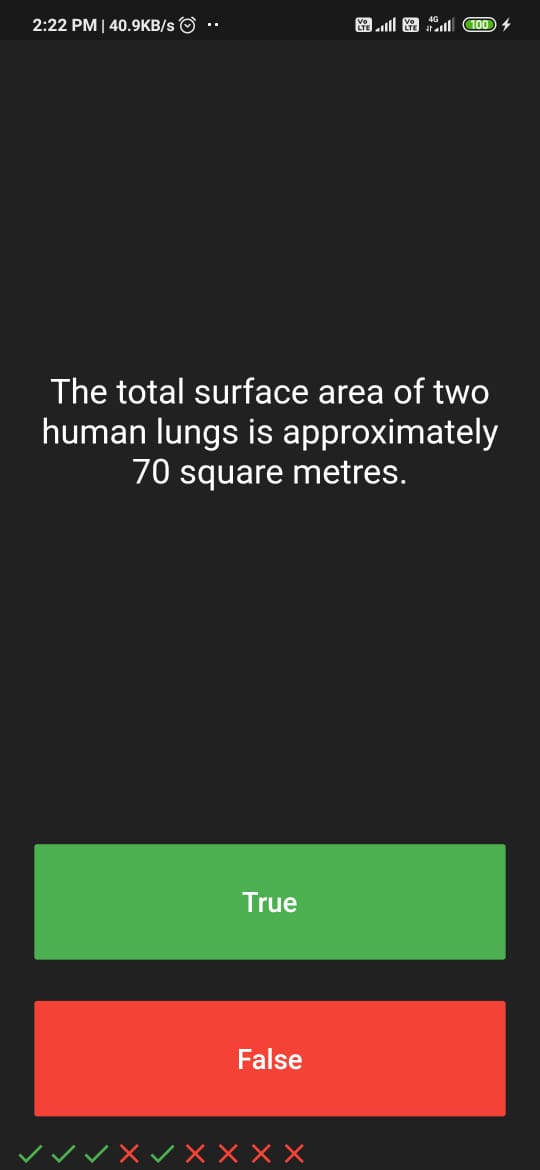 2:22 PM | 40.9KB/s
Vo LTE Vo LTE 4G 100
The total surface area of two
human lungs is approximately
70 square metres.
True
False